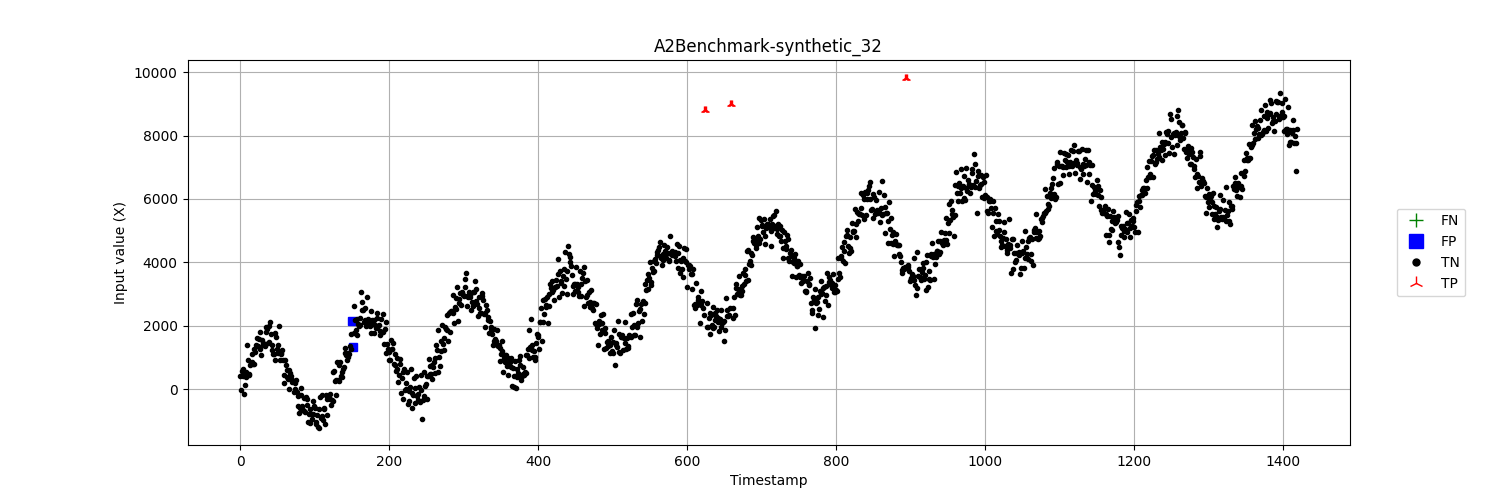 A2Benchmark-synthetic_32
10000
8000
6000
4000
2000
0
Input value (X)
0 200 400 600 800 1000 1200 1400
Timestamp
FN
FP
TN
TP